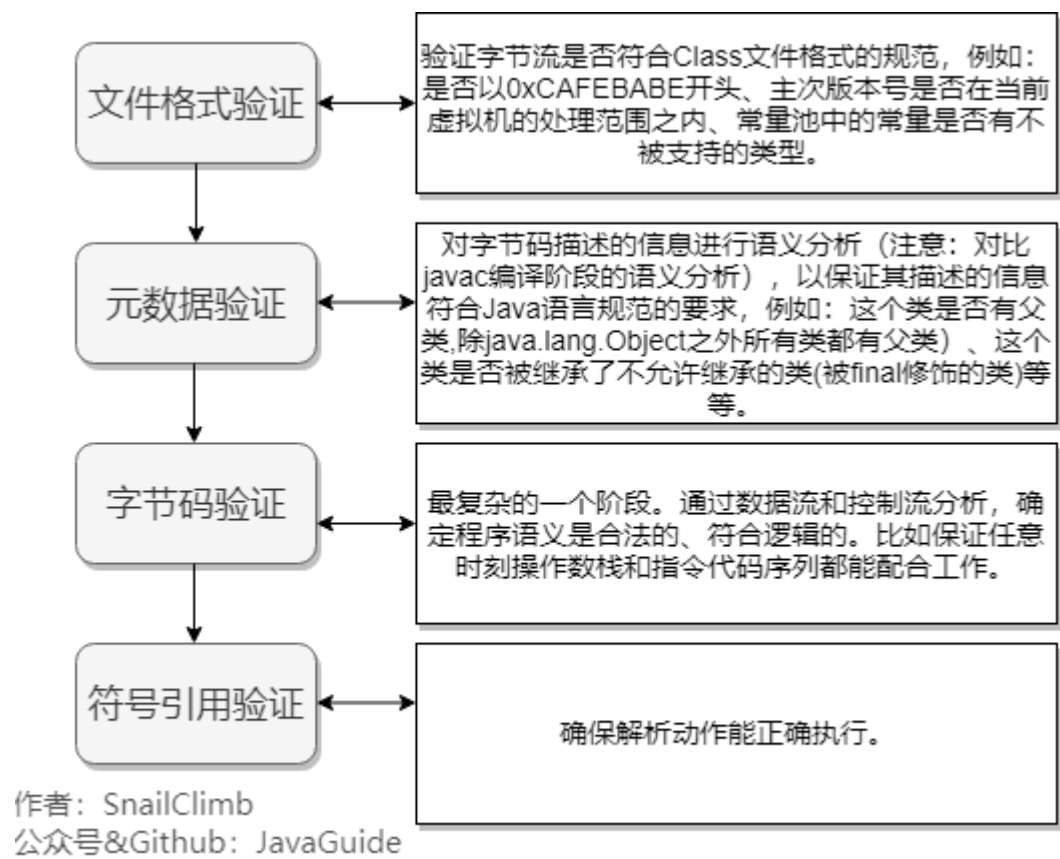 文件格式验证
验证字节流是否符合Class文件格式的规范，例如：
是否以0xCAFEBABE开头、主次版本号是否在当前
虚拟机的处理范围之内、常量池中的常量是否有不
被支持的类型。
元数据验证
对字节码描述的信息进行语义分析（注意：对比
javac编译阶段的语义分析），以保证其描述的信息
符合Java语言规范的要求，例如：这个类是否有父
类,除java.lang.Object之外所有类都有父类）、这个
类是否被继承了不允许继承的类(被final修饰的类)等
等。
字节码验证
最复杂的一个阶段。通过数据流和控制流分析，确
定程序语义是合法的、符合逻辑的。比如保证任意
时刻操作数栈和指令代码序列都能配合工作。
符号引用验证
确保解析动作能正确执行。
作者：SnailClimb
公众号&Github：JavaGuide